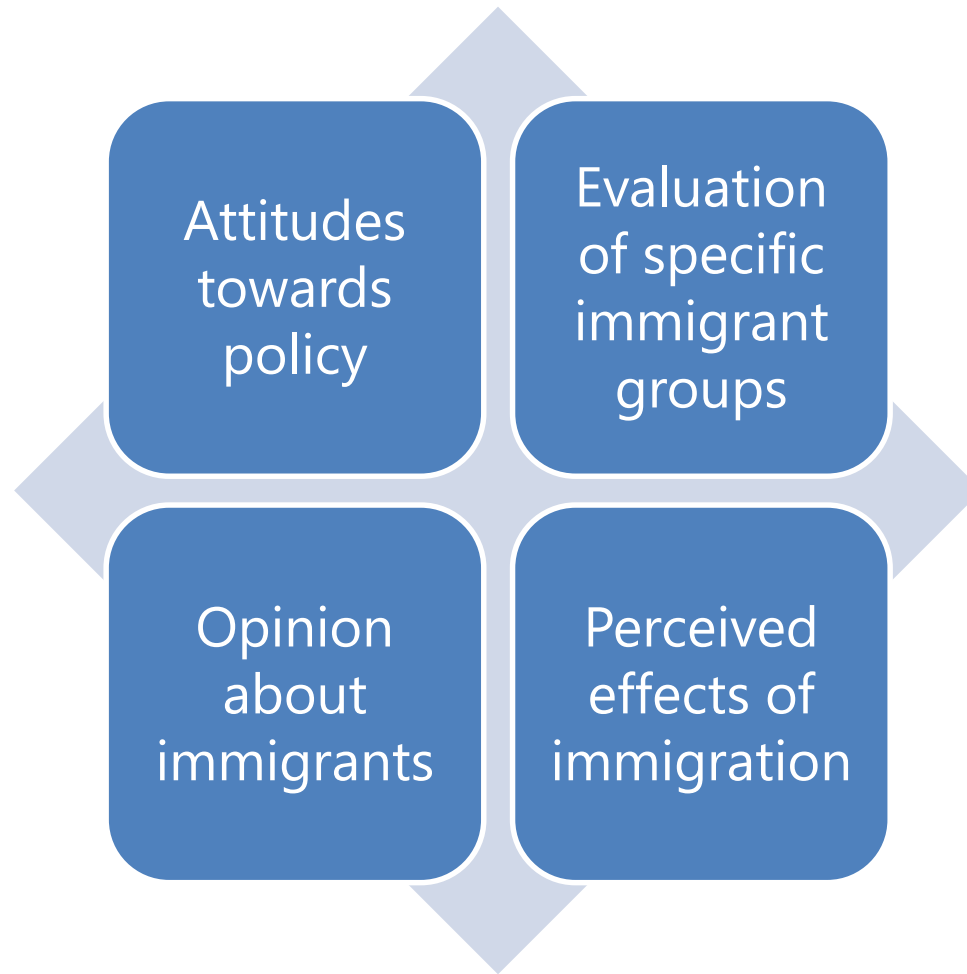 Attitudes
towards
policy
Evaluation
of specific
immigrant
groups
Opinion
about
immigrants
Perceived
effects of
immigration